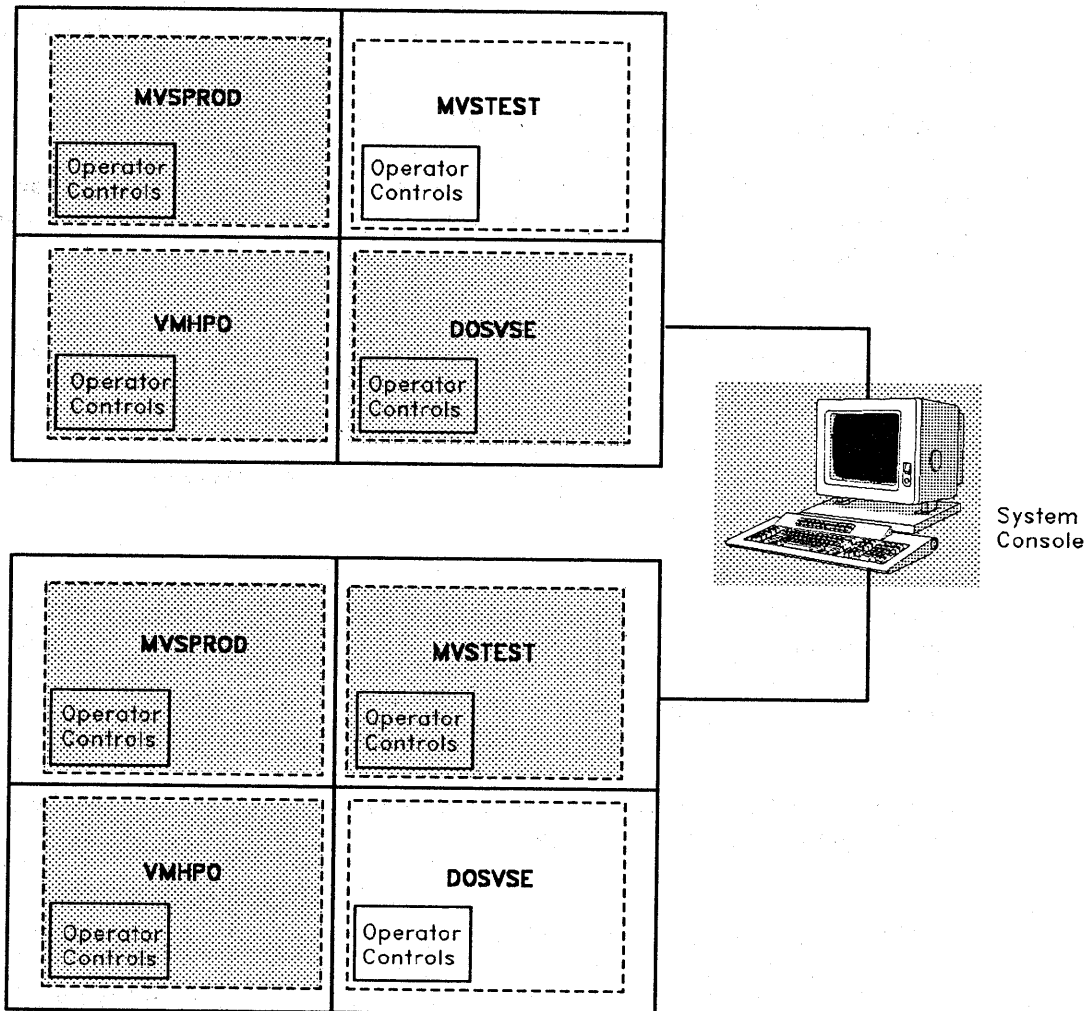 MVSPROD
Operator
Controls
MVSTEST
Operator
Controls
VMHPO
Operator
Controls
DOSVSE
Operator
Controls
System
Console
MVSPROD
Operator
Controls
MVSTEST
Operator
Controls
VMHPO
Operator
Controls
DOSVSE
Operator
Controls